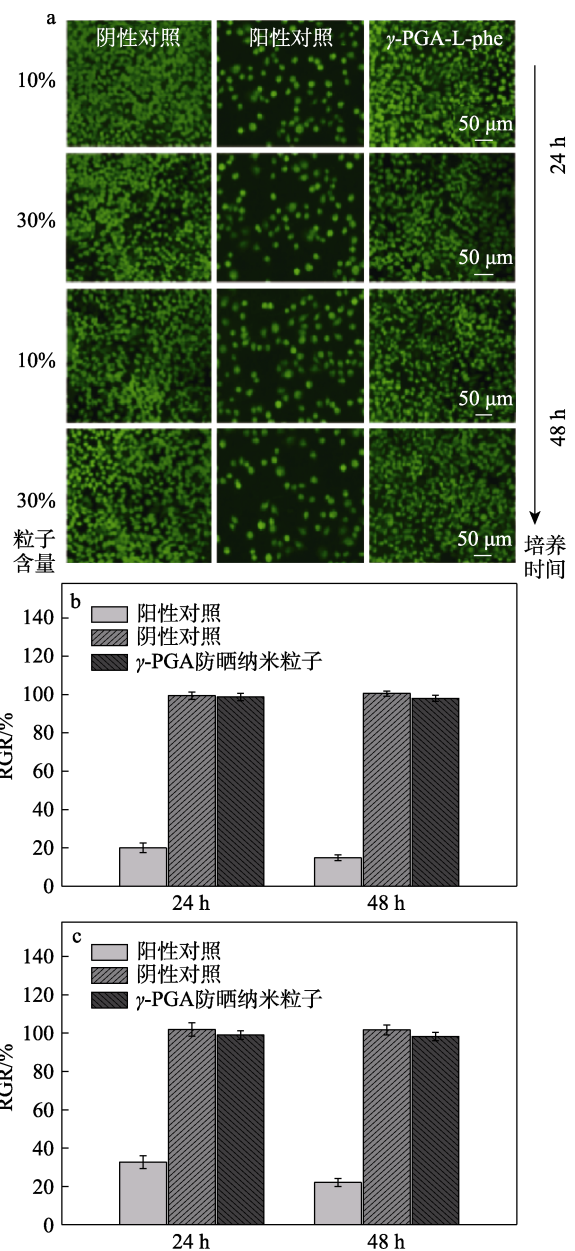 a
阴性对照 阳性对照 γ-PGA-L-phe
10%
50 μm
24 h
30%
50 μm
10%
50 μm
48 h
30%
50 μm
粒子
含量
培养
时间
b
阳性对照
阴性对照
γ-PGA防晒纳米粒子
RGR/%
140
120
100
80
60
40
20
0
24 h 48 h
c
阳性对照
阴性对照
γ-PGA防晒纳米粒子
RGR/%
140
120
100
80
60
40
20
0
24 h 48 h